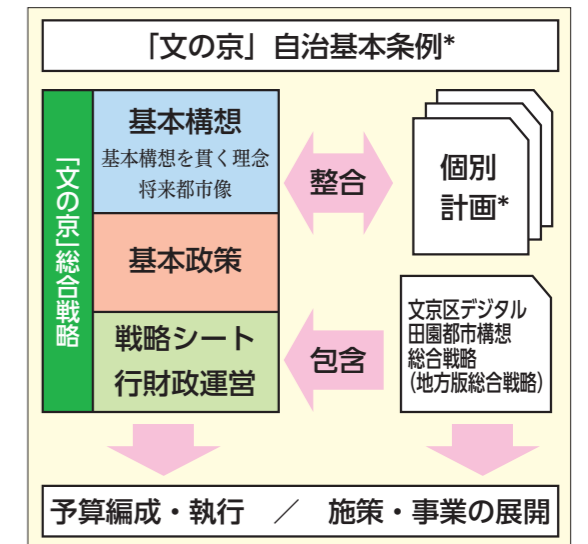 「文の京」自治基本条例*
「文の京」総合戦略
基本構想
基本構想を貫く理念
将来都市像
基本政策
戦略シート
行財政運営
整合
包含
個別
計画*
文京区デジタル
田園都市構想
総合戦略
(地方版総合戦略)
予算編成・執行 ／ 施策・事業の展開